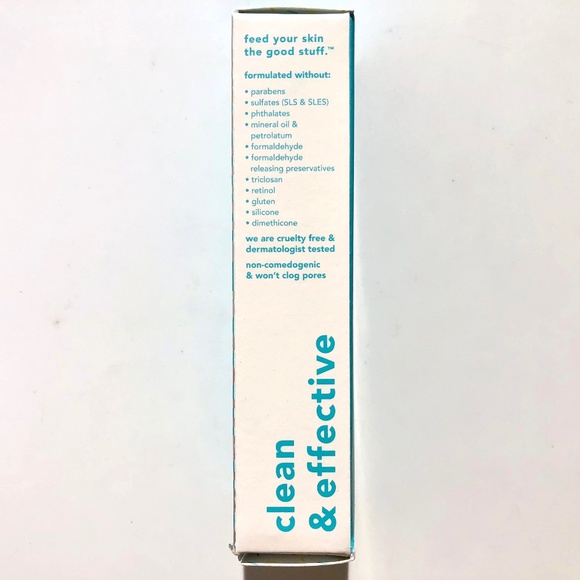 feed your skin
the good stuff.™
formulated without:
• parabens
• sulfates (SLS & SLES)
• phthalates
• mineral oil &
petrolatum
• formaldehyde
• formaldehyde
releasing preservatives
• triclosan
• retinol
• gluten
• silicone
• dimethicone
we are cruelty free &
dermatologist tested
non-comedogenic
& won't clog pores
clean
& effective